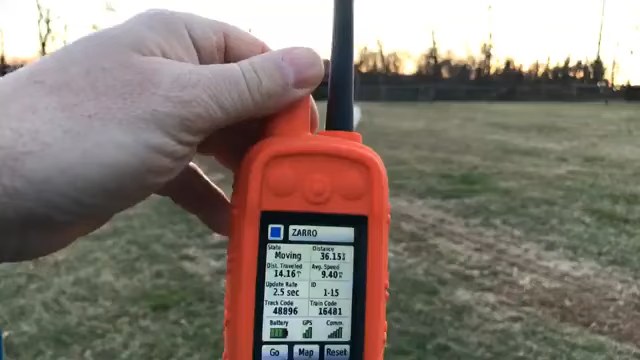 ZARRO
State Distance
Moving 36.15
Dist. Traveled Avg. Speed
14.16 9.40
Update Rate ID
2.5 sec 1-15
Track Code Train Code
48896 16481
Battery GPS Comm.
Go Map Reset